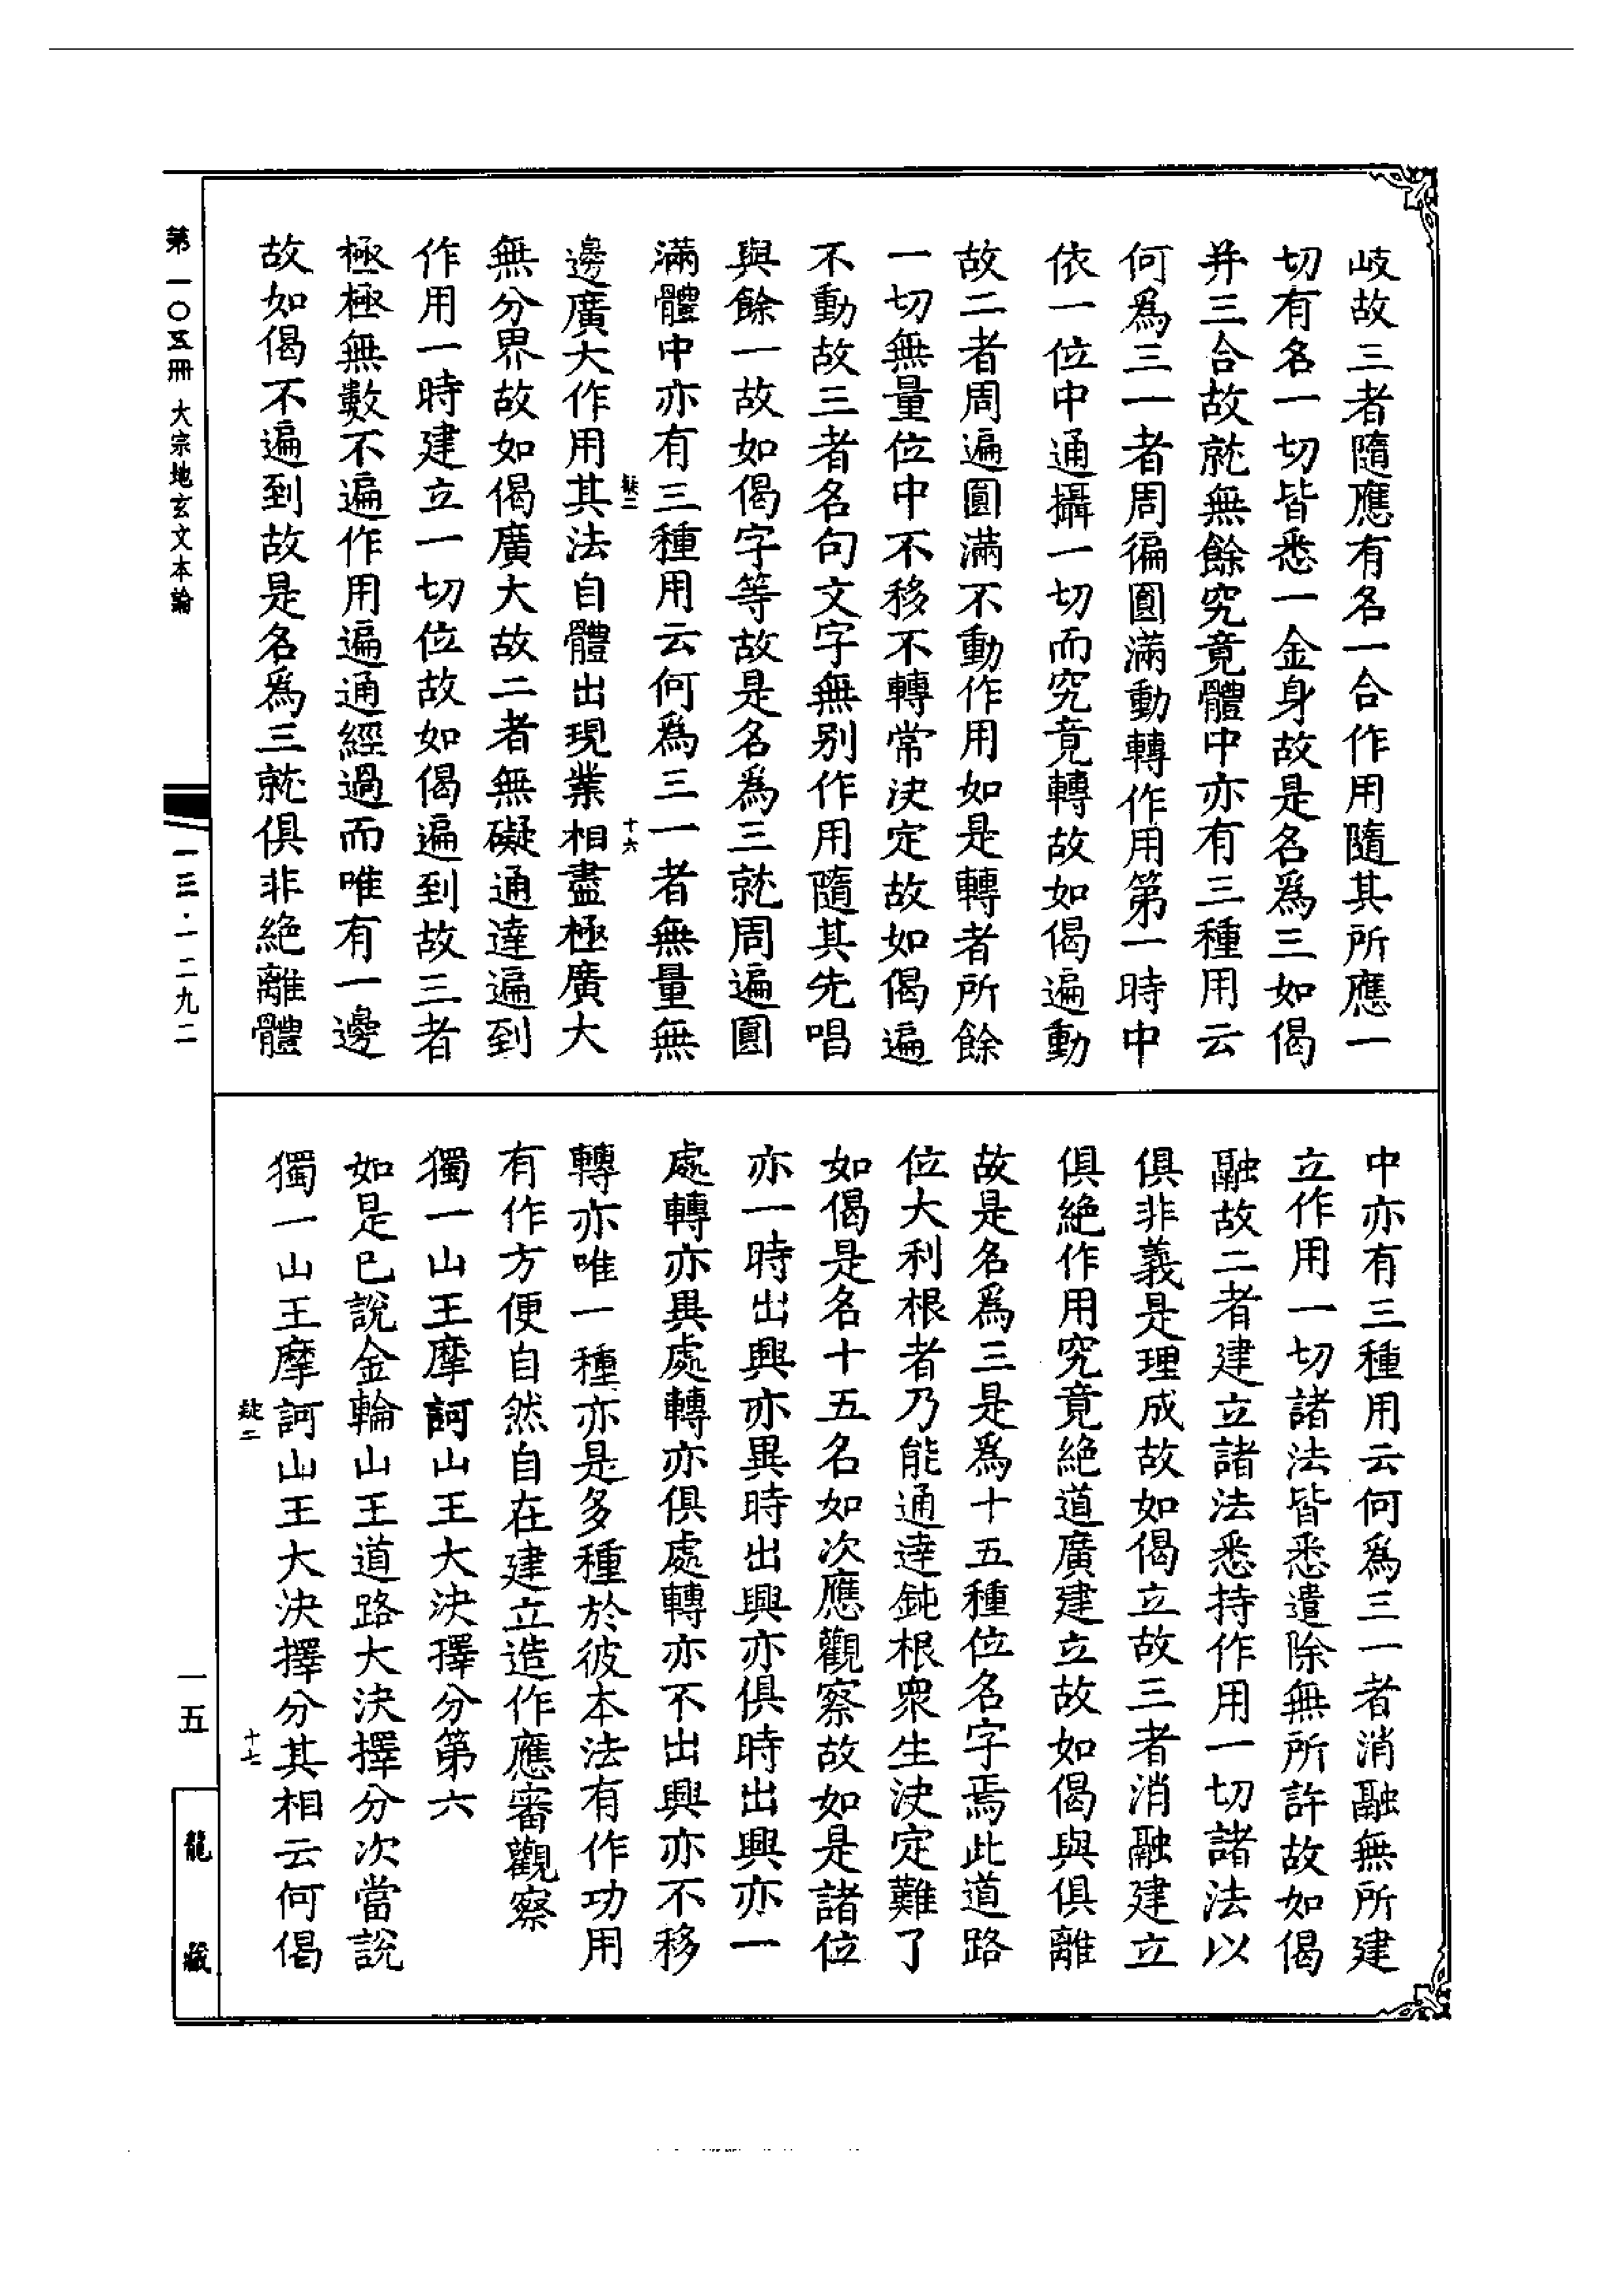 岐故三者隨應有名一合作用隨其所應一
切有名一切皆悉一金身故是名爲三如偈
并三合故就無餘究竟體中亦有三種用云
何爲三一者周徧圓滿動轉作用第一時中
依一位中通攝一切而究竟轉故如偈遍動
故二者周遍圓滿不動作用如是轉者所餘
一切無量位中不移不轉常決定故如偈遍
不動故三者名句文字無别作用隨其先唱
與餘一故如偈字等故是名爲三就周遍圓
滿體中亦有三種用云何爲三一者無量無
疑二 十六
邊廣大作用其法自體出現業相盡極廣大
無分界故如偈廣大故二者無礙通達遍到
作用一時建立一切位故如偈遍到故三者
極極無數不遍作用遍通經過而唯有一邊
故如偈不遍到故是名爲三就俱非絶離體
中亦有三種用云何爲三一者消融無所建
立作用一切諸法皆悉遣除無所許故如偈
融故二者建立諸法悉持作用一切諸法以
俱非義是理成故如偈立故三者消融建立
俱絶作用究竟絶道廣建立故如偈與俱離
故是名爲三是爲十五種位名字焉此道路
位大利根者乃能通達鈍根衆生決定難了
如偈是名十五名如次應觀察故如是諸位
亦一時出興亦異時出興亦俱時出興亦一
處轉亦異處轉亦俱處轉亦不出興亦不移
轉亦唯一種亦是多種於彼本法有作功用
有作方便自然自在建立造作應審觀察
獨一山王摩訶山王大決擇分第六
如是已說金輪山王道路大決擇分次當說
獨一山王摩訶山王大決擇分其相云何偈
疑二 十七
第一〇五冊 大宗地玄文本論
一三·一二九二
一五
龍藏